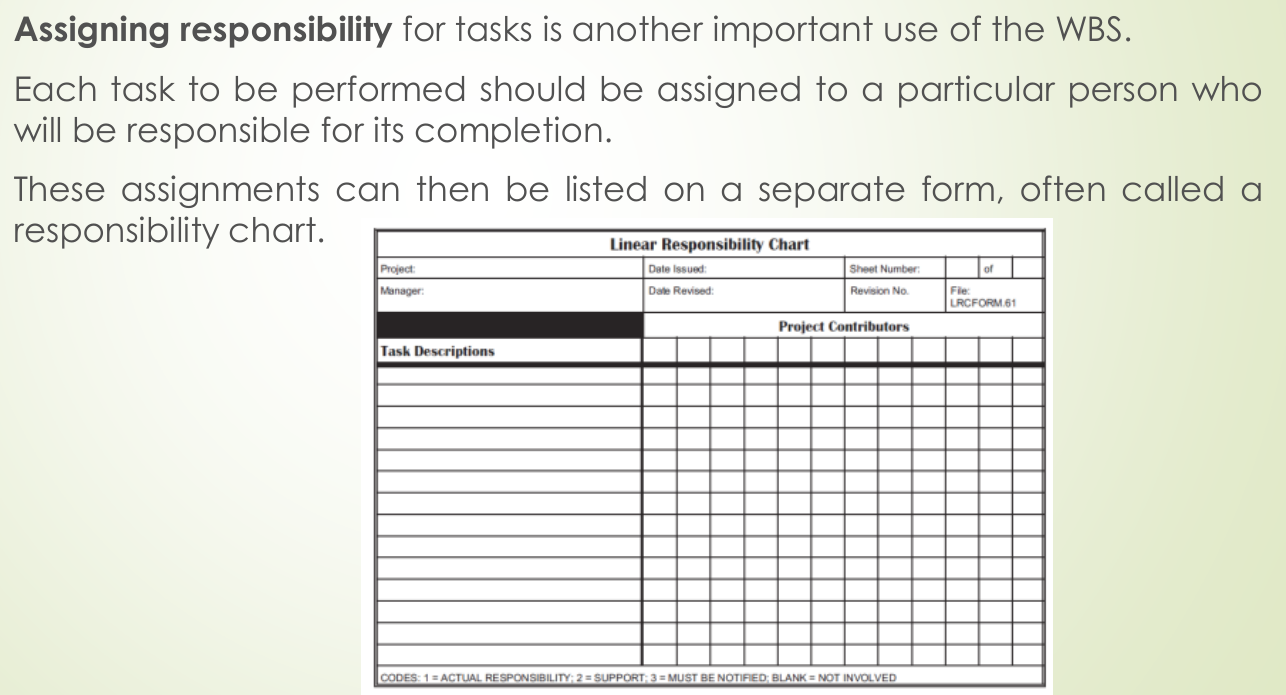 Assigning responsibility for tasks is another important use of the WBS.
Each task to be performed should be assigned to a particular person who
will be responsible for its completion.
These assignments can then be listed on a separate form, often called a
responsibility chart.
Linear Responsibility Chart
Project: Date Issued: Sheet Number: of
Manager: Date Revised: Revision No. File:
LRCFORM.61
Project Contributors
Task Descriptions
CODES: 1 = ACTUAL RESPONSIBILITY; 2 = SUPPORT; 3 = MUST BE NOTIFIED; BLANK = NOT INVOLVED